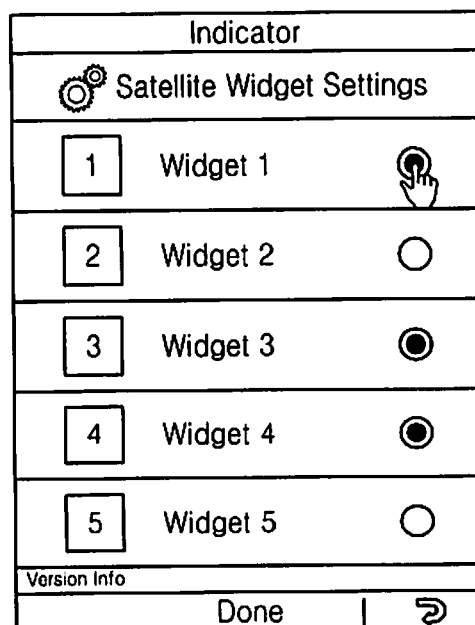 Indicator
Satellite Widget Settings
1 Widget 1
2 Widget 2
3 Widget 3
4 Widget 4
5 Widget 5
Version Info
Done